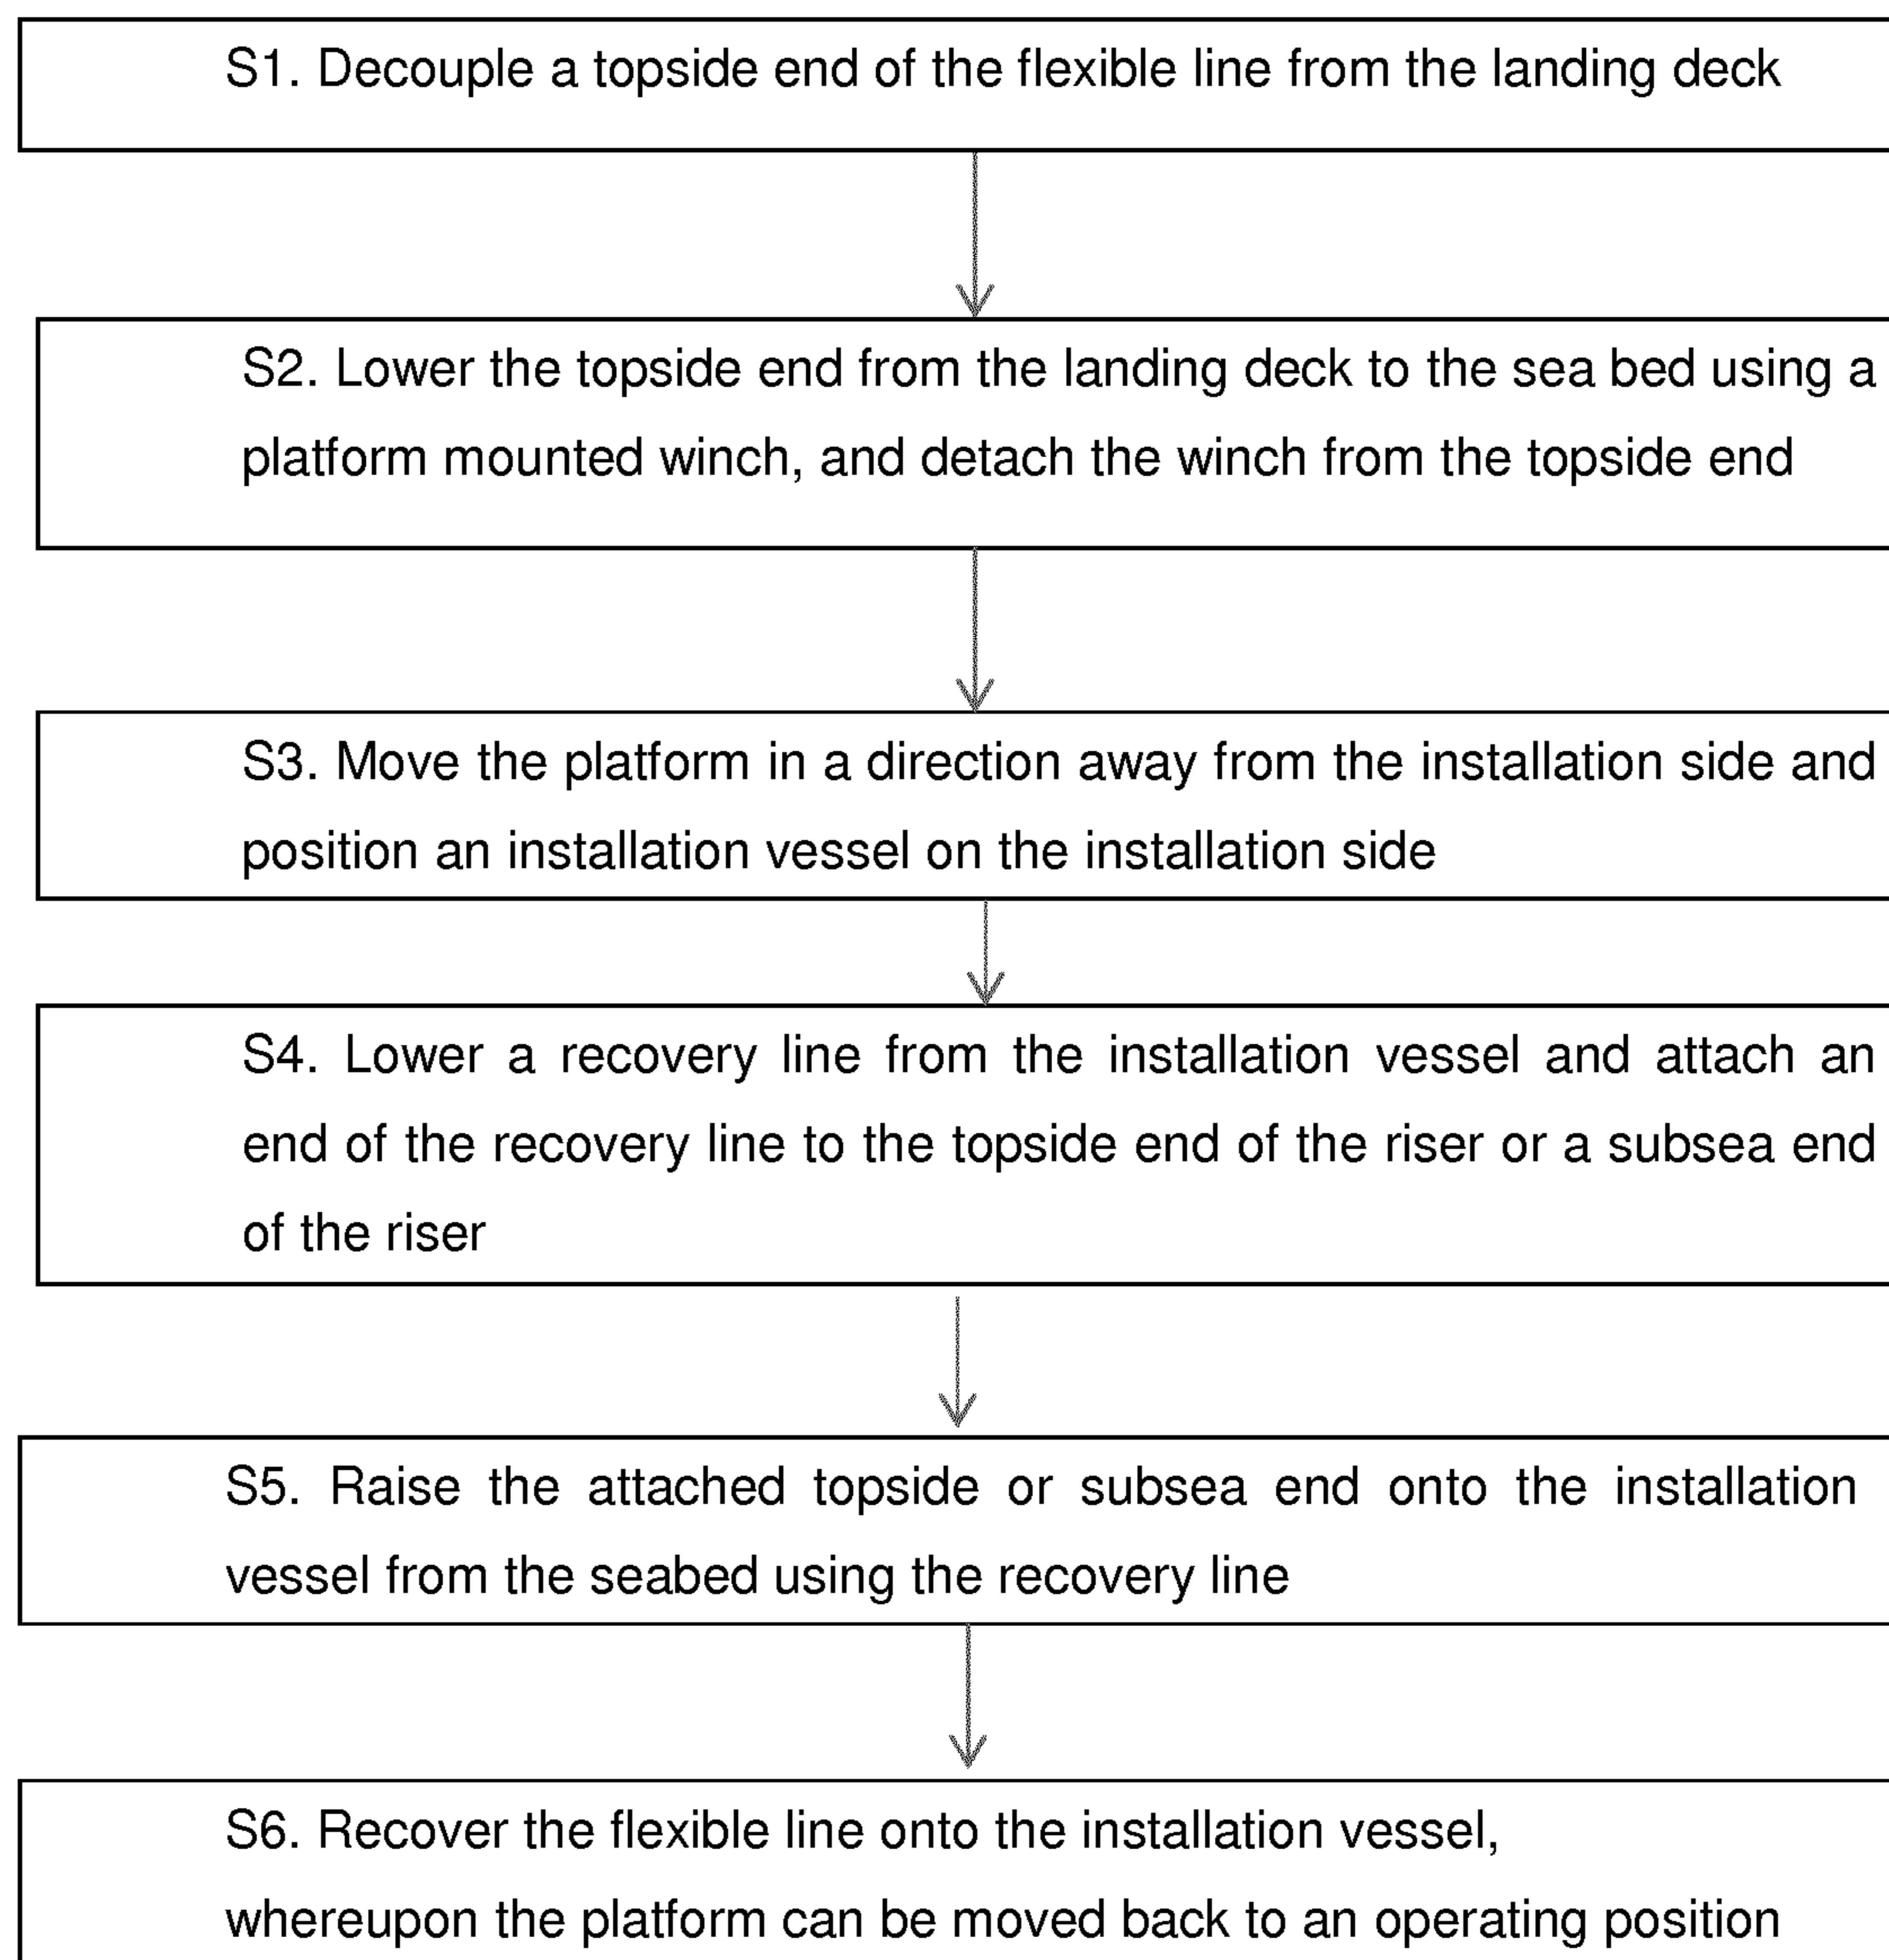 S1. Decouple a topside end of the flexible line from the landing deck
S2. Lower the topside end from the landing deck to the sea bed using a
platform mounted winch, and detach the winch from the topside end
S3. Move the platform in a direction away from the installation side and
position an installation vessel on the installation side
S4. Lower a recovery line from the installation vessel and attach an
end of the recovery line to the topside end of the riser or a subsea end
of the riser
S5. Raise the attached topside or subsea end onto the installation
vessel from the seabed using the recovery line
S6. Recover the flexible line onto the installation vessel,
whereupon the platform can be moved back to an operating position